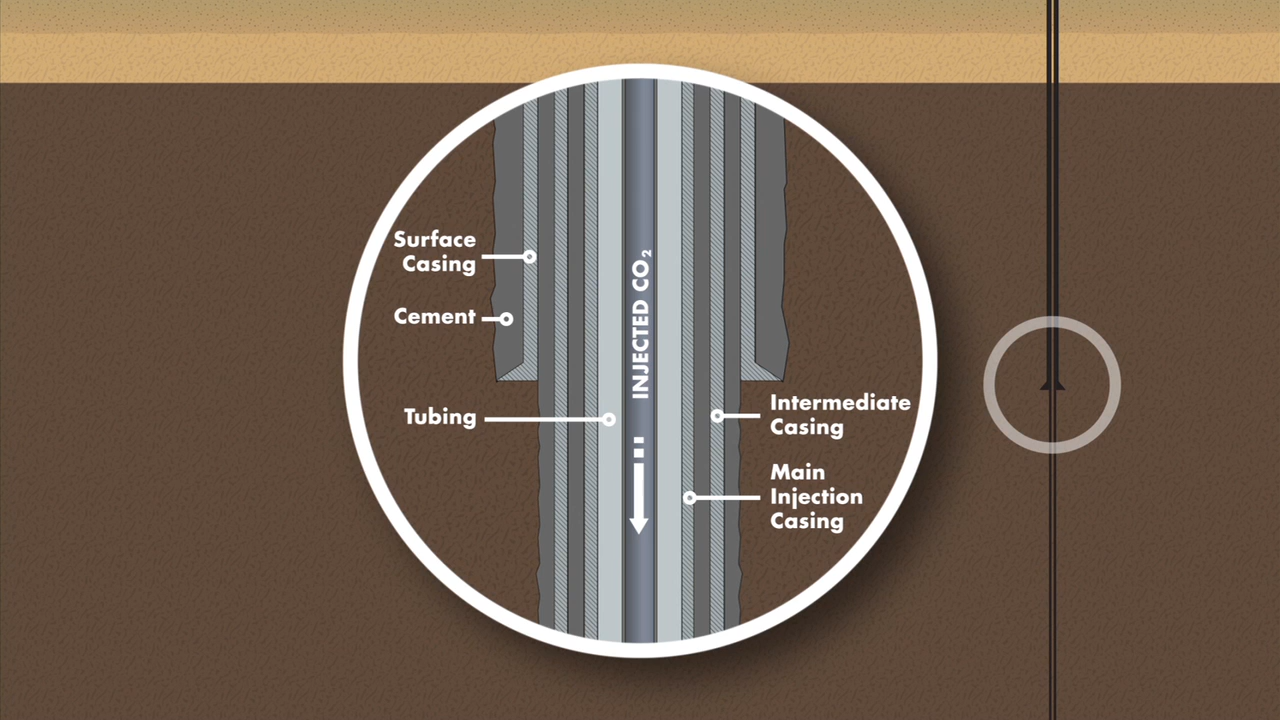 Surface
Casing
Cement
Tubing
INJECTED CO₂
Intermediate
Casing
Main
Injection
Casing